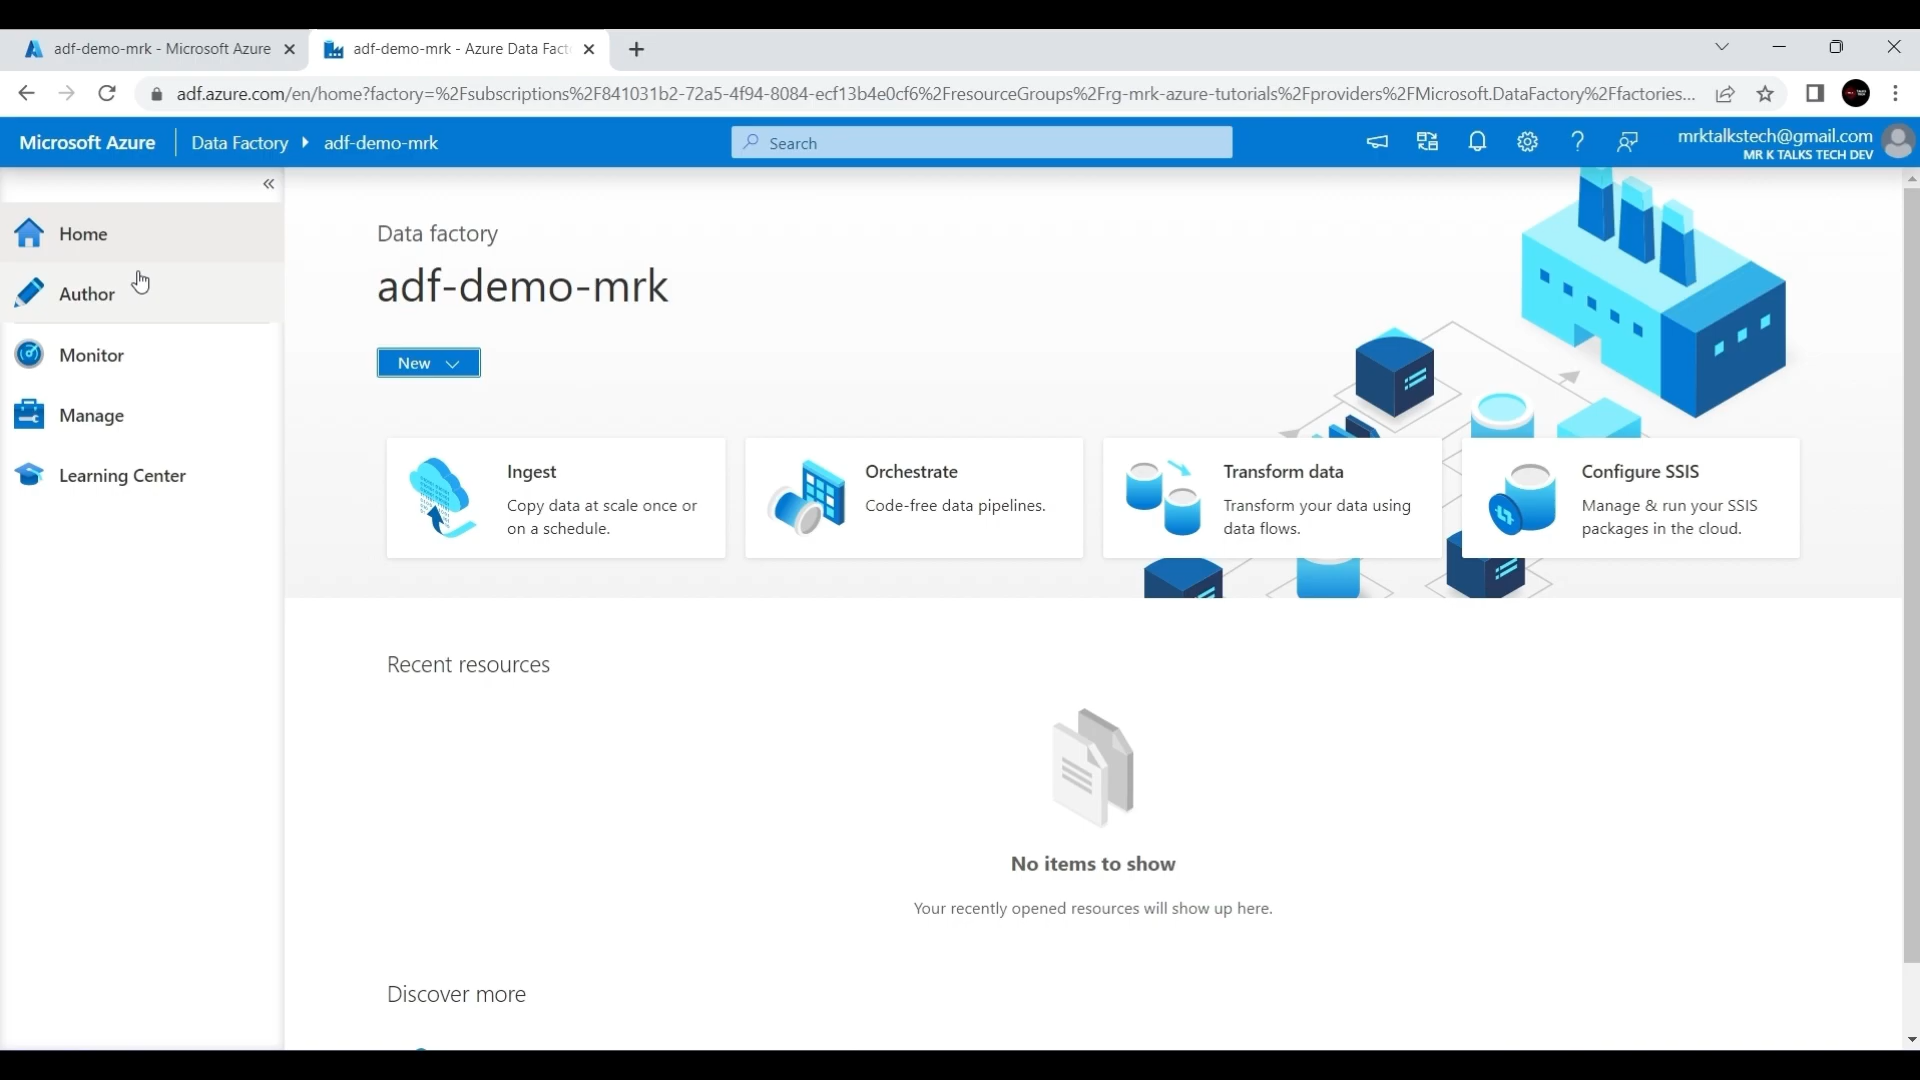 adf-demo-mrk - Microsoft Azure
adf-demo-mrk - Azure Data Fact
adf.azure.com/en/home?factory=%2Fsubscriptions%2F841031b2-72a5-4f94-8084-ecf13b4e0cf6%2FresourceGroups%2Frg-mrk-azure-tutorials%2Fproviders%2FMicrosoft.DataFactory%2Ffactories...
Microsoft Azure
Data Factory
adf-demo-mrk
Search
mrktalkstech@gmail.com
MR K TALKS TECH DEV
Home
Author
Monitor
Manage
Learning Center
Data factory
adf-demo-mrk
New
Ingest
Copy data at scale once or
on a schedule.
Orchestrate
Code-free data pipelines.
Transform data
Transform your data using
data flows.
Configure SSIS
Manage & run your SSIS
packages in the cloud.
Recent resources
No items to show
Your recently opened resources will show up here.
Discover more